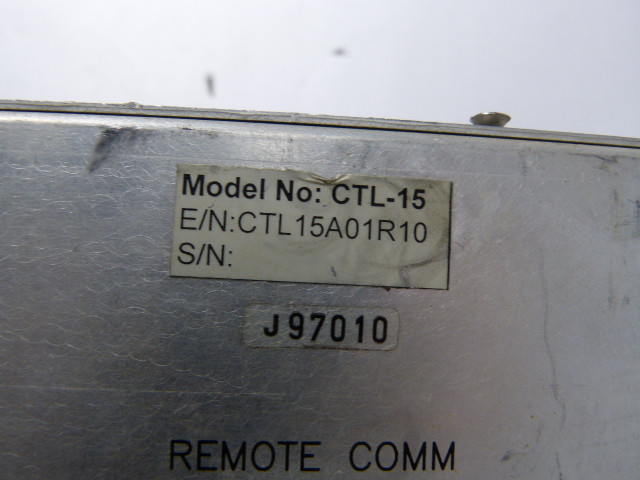 Model No: CTL-15
E/N:CTL15A01R10
S/N:
J97010
REMOTE COMM